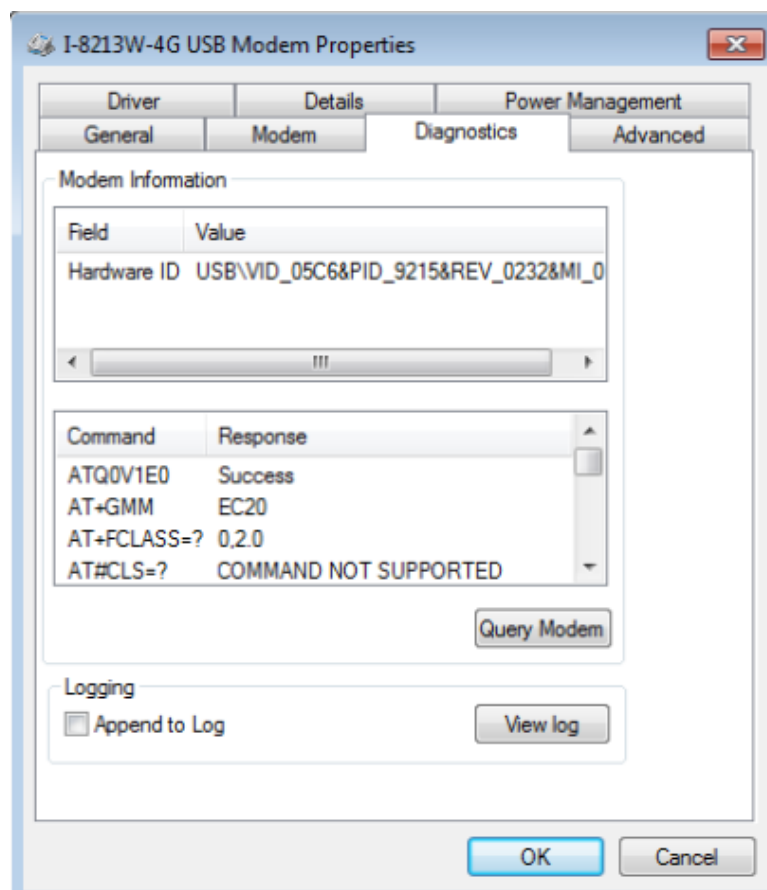 I-8213W-4G USB Modem Properties
Driver Details Power Management
General Modem Diagnostics Advanced
Modem Information
Field Value
Hardware ID USB\VID_05C6&PID_9215&REV_0232&MI_0
Command Response
ATQ0V1E0 Success
AT+GMM EC20
AT+FCLASS=? 0,2.0
AT#CLS=? COMMAND NOT SUPPORTED
Query Modem
Logging
Append to Log View log
OK Cancel